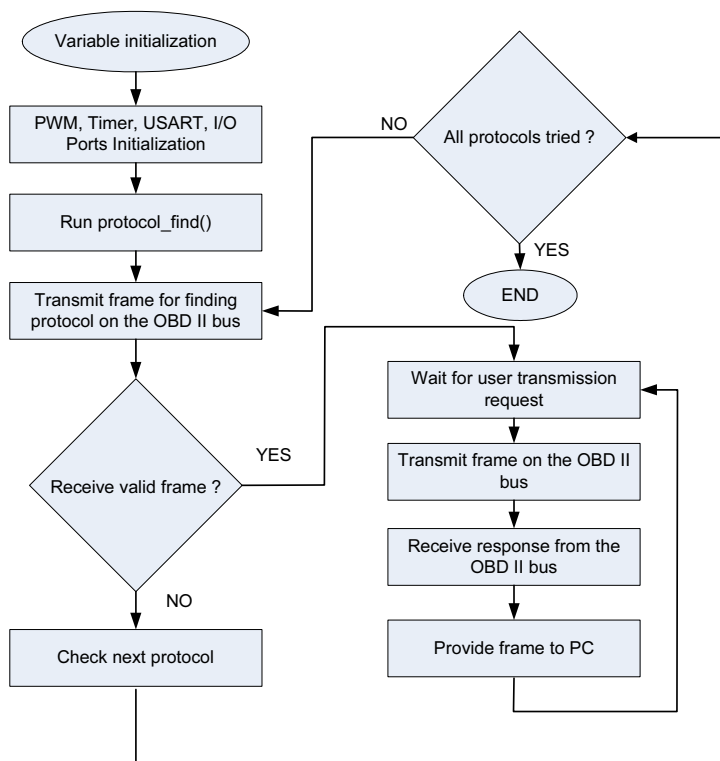 Variable initialization
PWM, Timer, USART, I/O
Ports Initialization
Run protocol_find()
Transmit frame for finding
protocol on the OBD II bus
Receive valid frame ?
YES
NO
Check next protocol
All protocols tried ?
NO
YES
END
Wait for user transmission
request
Transmit frame on the OBD II
bus
Receive response from the
OBD II bus
Provide frame to PC